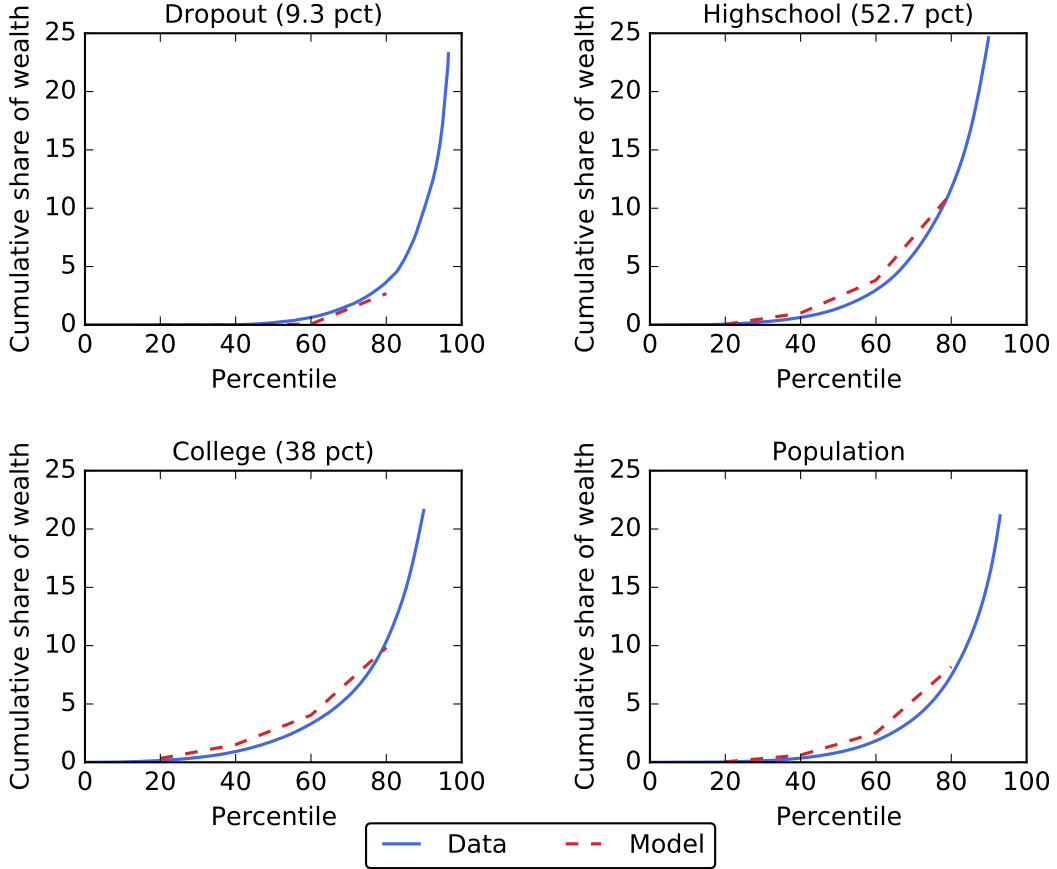 Dropout (9.3 pct)
Cumulative share of wealth
25
20
15
10
5
0
0 20 40 60 80 100
Percentile
Highschool (52.7 pct)
Cumulative share of wealth
25
20
15
10
5
0
0 20 40 60 80 100
Percentile
College (38 pct)
Cumulative share of wealth
25
20
15
10
5
0
0 20 40 60 80 100
Percentile
Population
Cumulative share of wealth
25
20
15
10
5
0
0 20 40 60 80 100
Percentile
Data Model